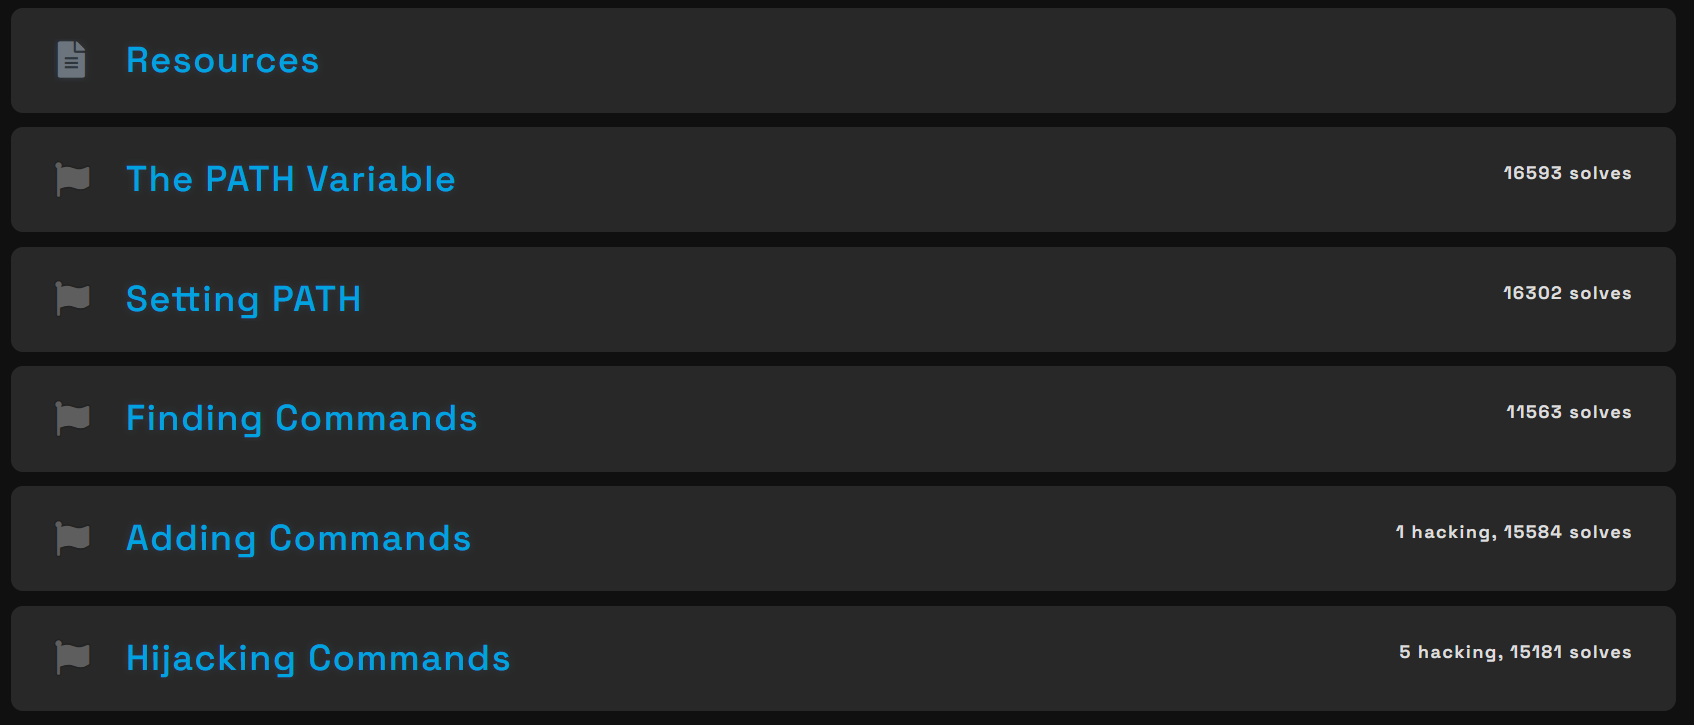 Resources
The PATH Variable 16593 solves
Setting PATH 16302 solves
Finding Commands 11563 solves
Adding Commands 1 hacking, 15584 solves
Hijacking Commands 5 hacking, 15181 solves